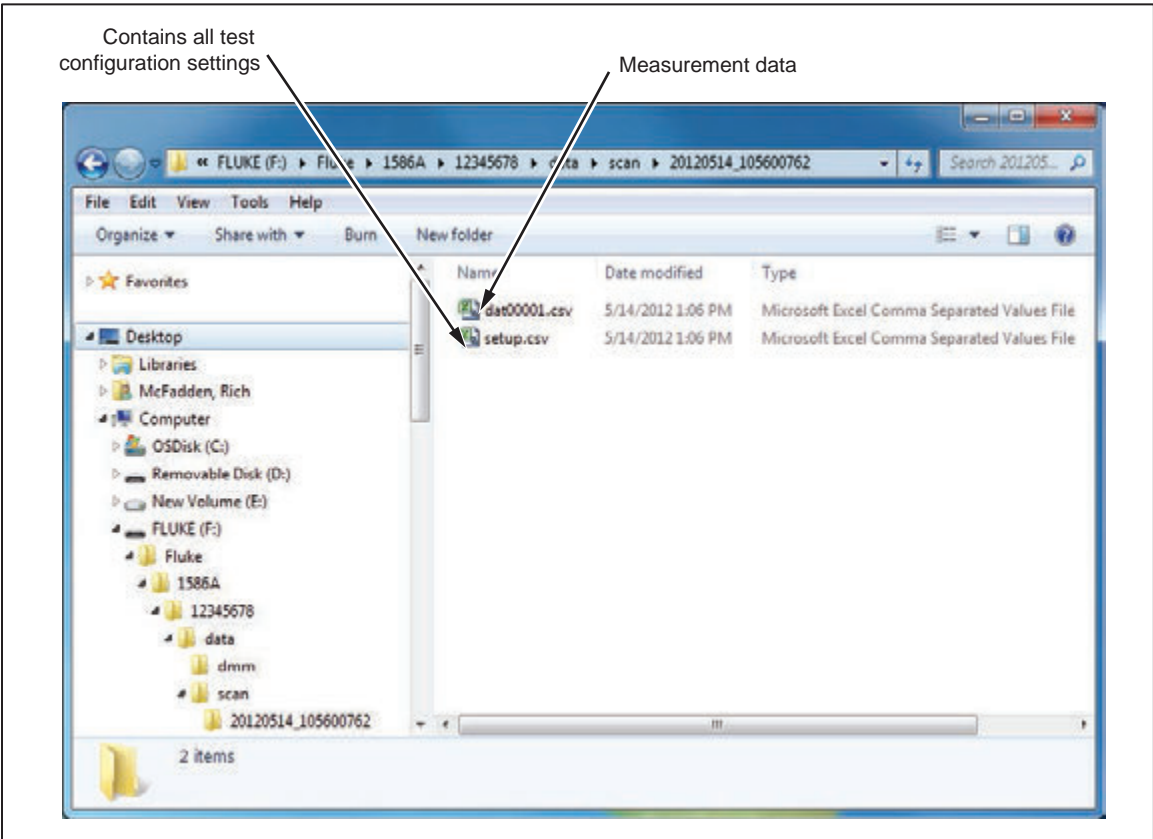 Contains all test
configuration settings
Measurement data
« FLUKE (F:) ▸ Fluke ▸ 1586A ▸ 12345678 ▸ data ▸ scan ▸ 20120514_105600762
Search 201205...
File Edit View Tools Help
Organize Share with Burn New folder
Favorites
Desktop
Libraries
McFadden, Rich
Computer
OSDisk (C:)
Removable Disk (D:)
New Volume (E:)
FLUKE (F:)
Fluke
1586A
12345678
data
dmm
scan
20120514_105600762
Name Date modified Type
dat00001.csv 5/14/2012 1:06 PM Microsoft Excel Comma Separated Values File
setup.csv 5/14/2012 1:06 PM Microsoft Excel Comma Separated Values File
2 items